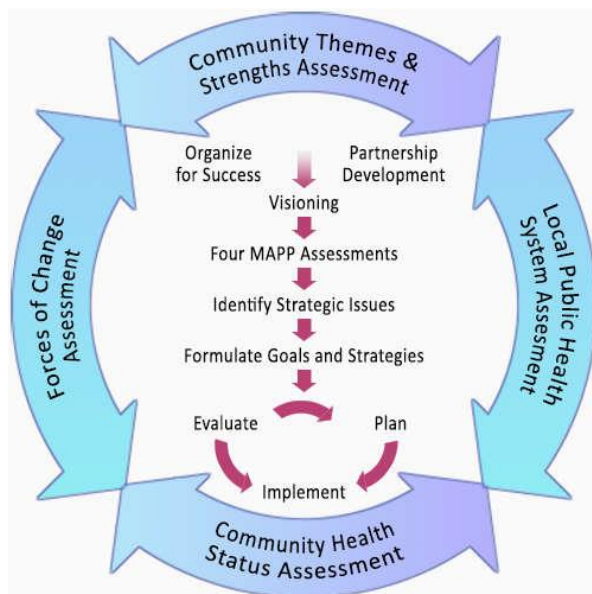 Community Themes &
Strengths Assessment
Organize
for Success
Partnership
Development
Visioning
Four MAPP Assessments
Identify Strategic Issues
Formulate Goals and Strategies
Evaluate
Plan
Implement
Forces of Change
Assessment
Local Public Health
System Assesment
Community Health
Status Assessment